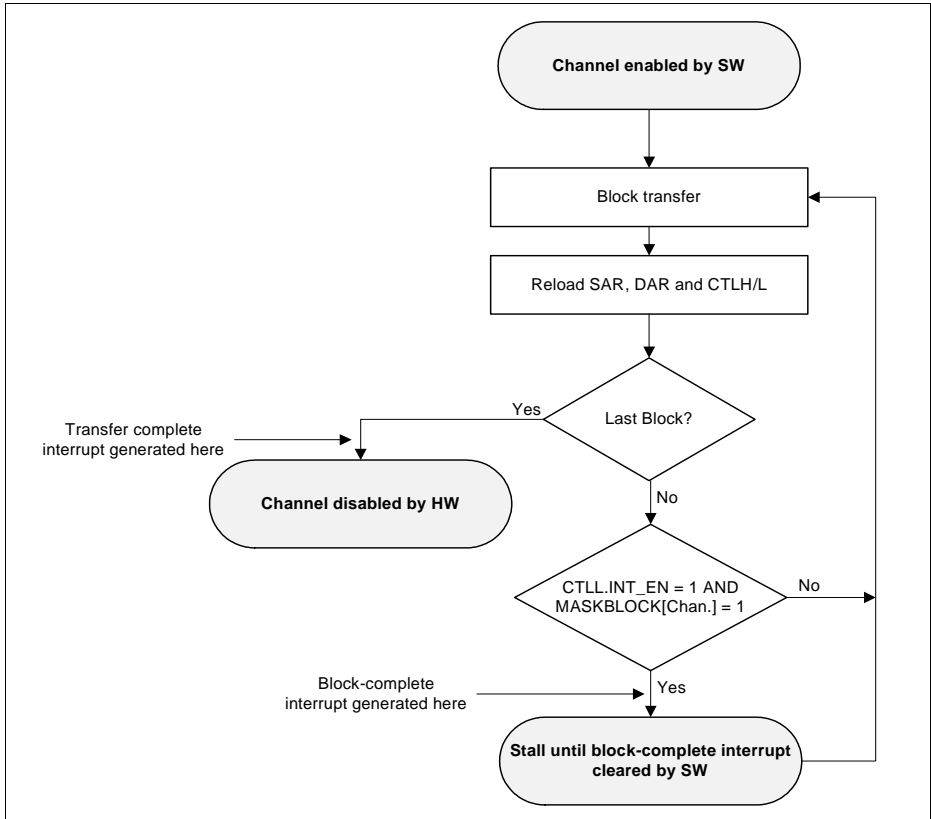 Channel enabled by SW
Block transfer
Reload SAR, DAR and CTLH/L
Last Block?
Yes
Transfer complete
interrupt generated here
Channel disabled by HW
No
CTLL.INT_EN = 1 AND
MASKBLOCK[Chan.] = 1
No
Block-complete
interrupt generated here
Yes
Stall until block-complete interrupt
cleared by SW